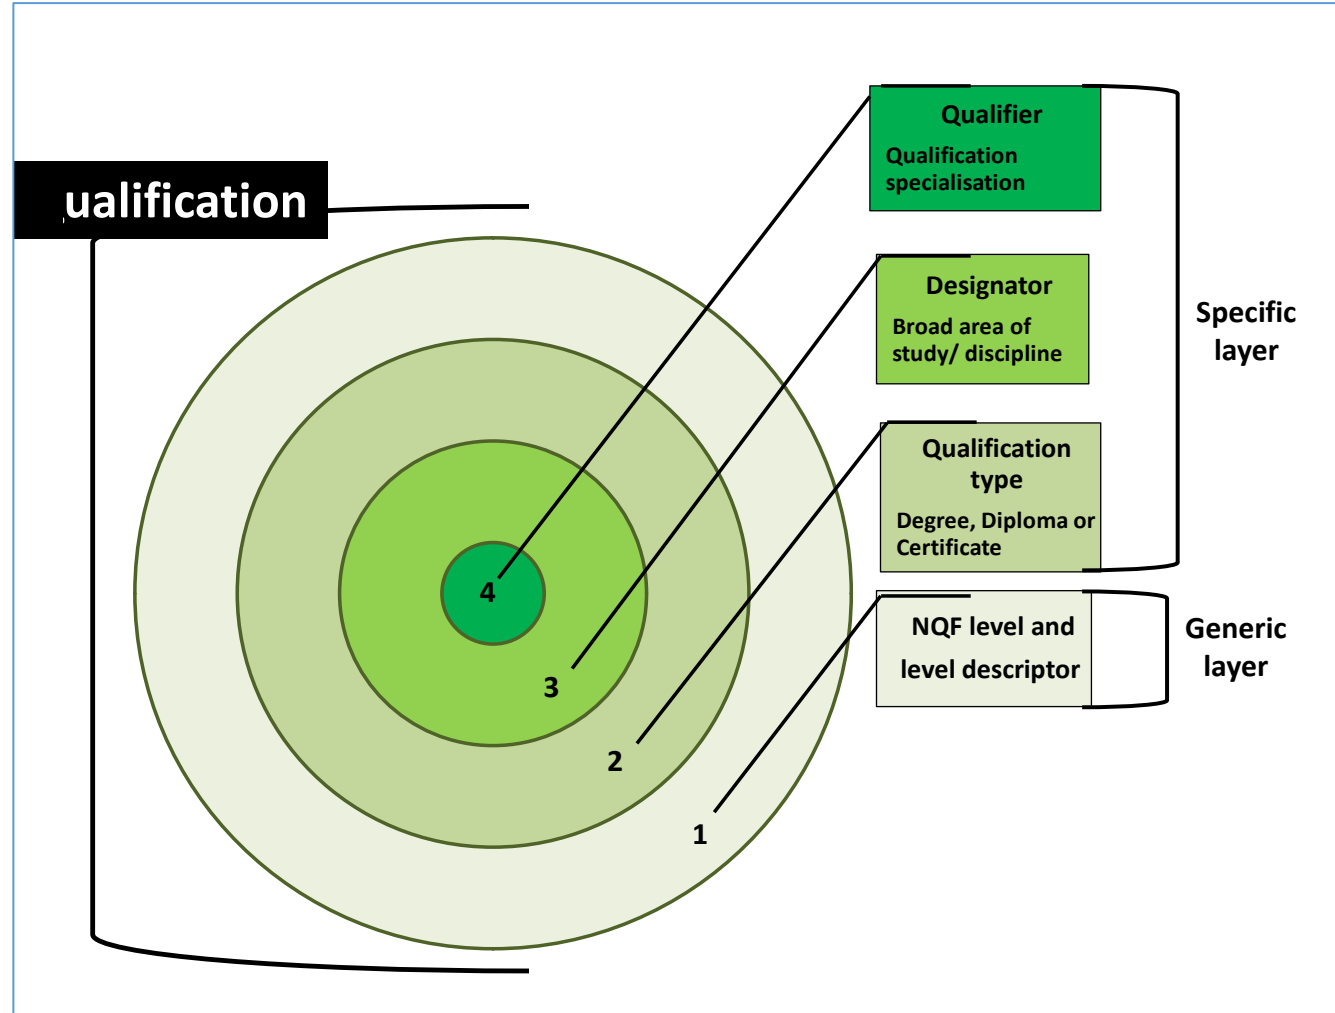 ualification
Qualifier
Qualification
specialisation
Designator
Broad area of
study/ discipline
Qualification
type
Degree, Diploma or
Certificate
NQF level and
level descriptor
Specific
layer
Generic
layer
4
3
2
1